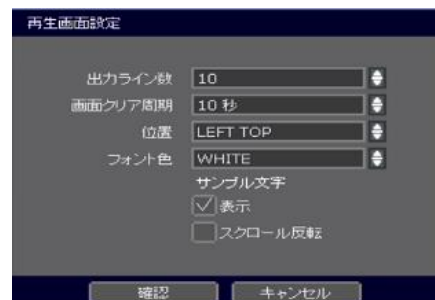 再生画面設定
出力ライン数 10
画面クリア周期 10 秒
位置 LEFT TOP
フォント色 WHITE
サンプル文字
表示
スクロール反転
確認 キャンセル